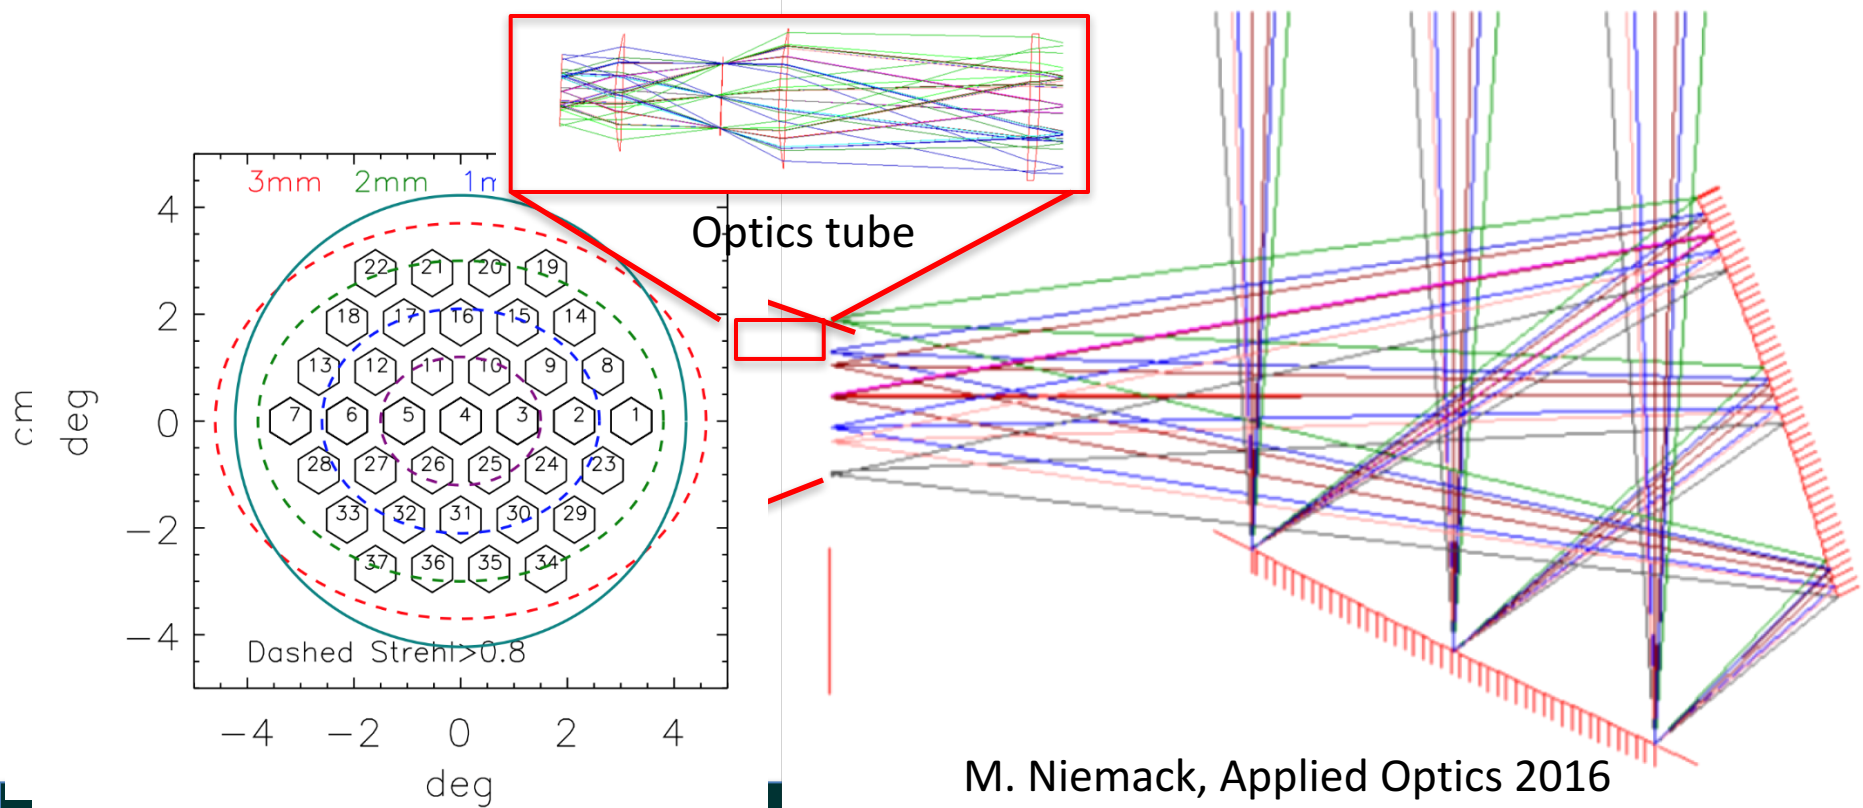 3mm 2mm 1m
Optics tube
cm
deg
4
2
0
−2
−4
22 21 20 19
18 17 16 15 14
13 12 11 10 9 8
7 6 5 4 3 2 1
28 27 26 25 24 23
33 32 31 30 29
37 36 35 34
Dashed Strehl>0.8
−4 −2 0 2 4
deg
M. Niemack, Applied Optics 2016